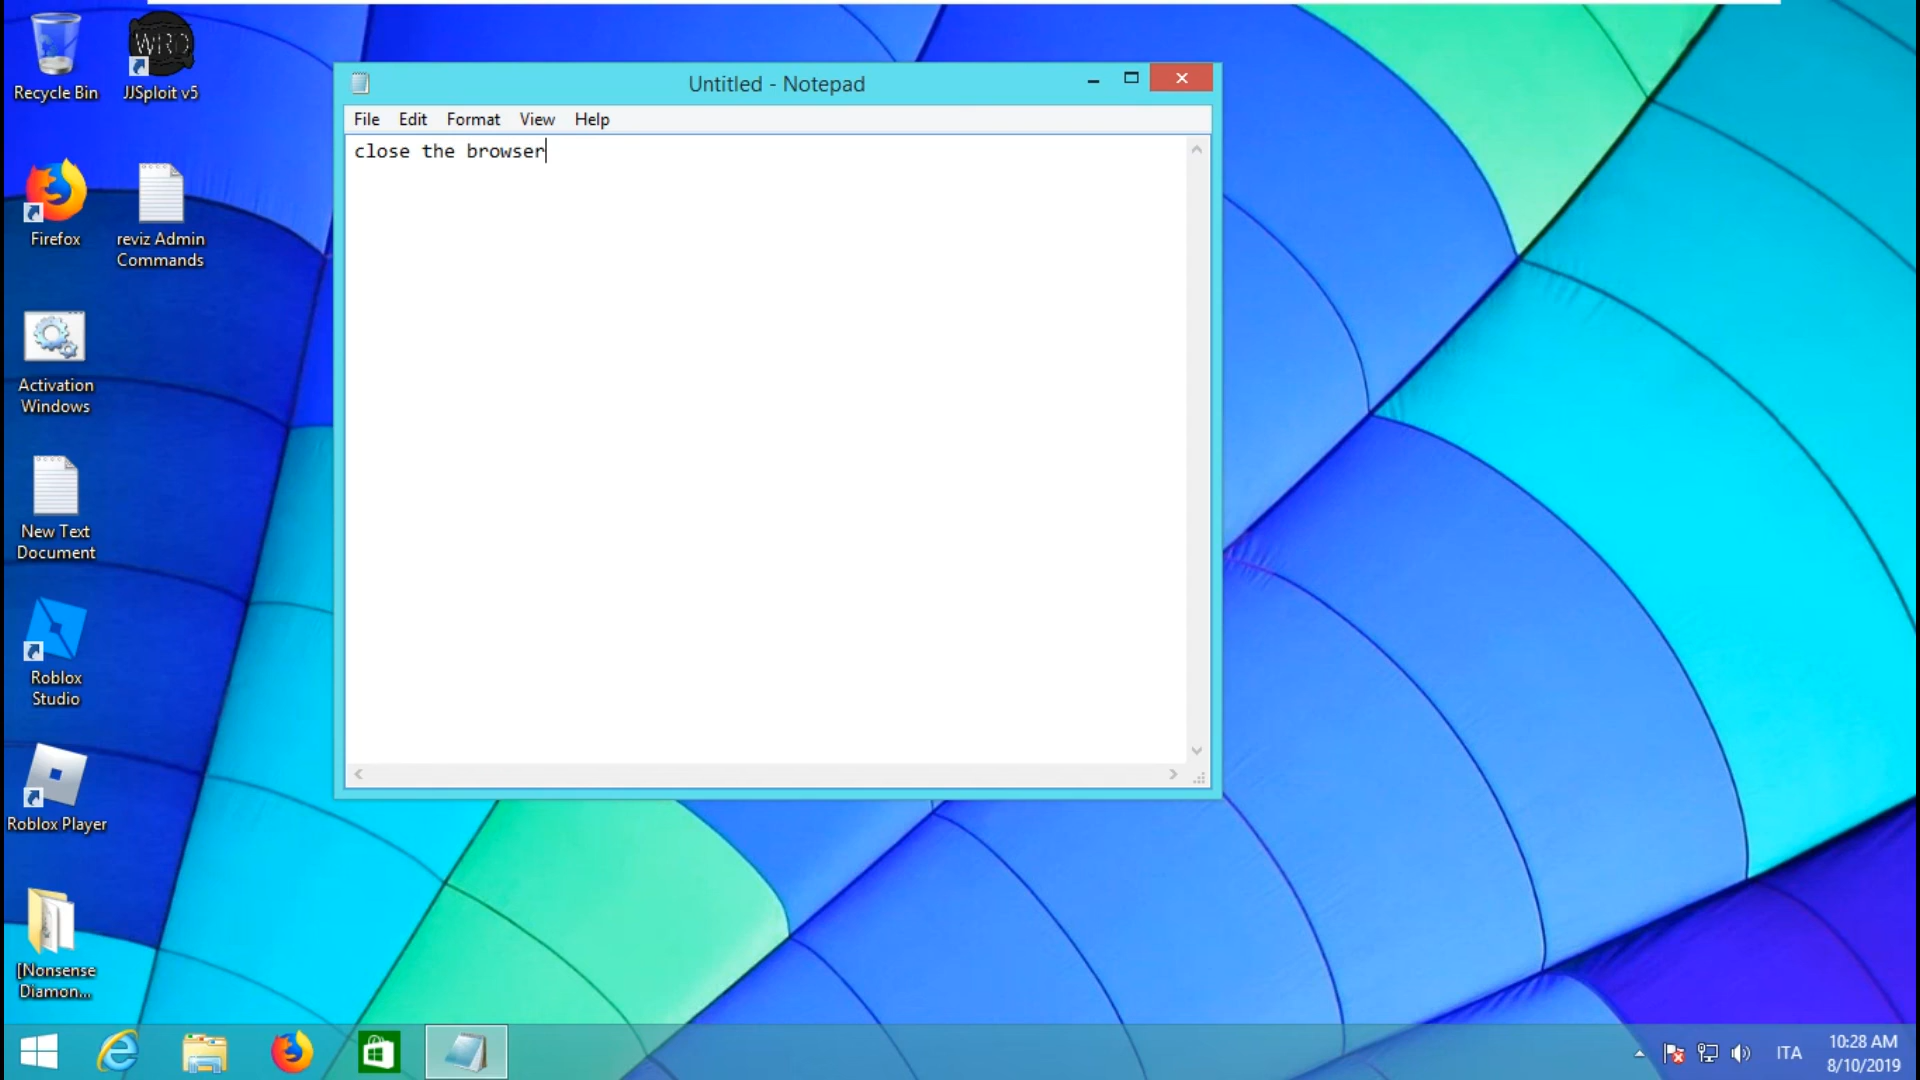 Recycle Bin
WRD
JJSploit v5
Firefox
reviz Admin
Commands
Activation
Windows
New Text
Document
Roblox
Studio
Roblox Player
[Nonsense
Diamon...
Untitled - Notepad
File Edit Format View Help
close the browser
ITA
10:28 AM
8/10/2019